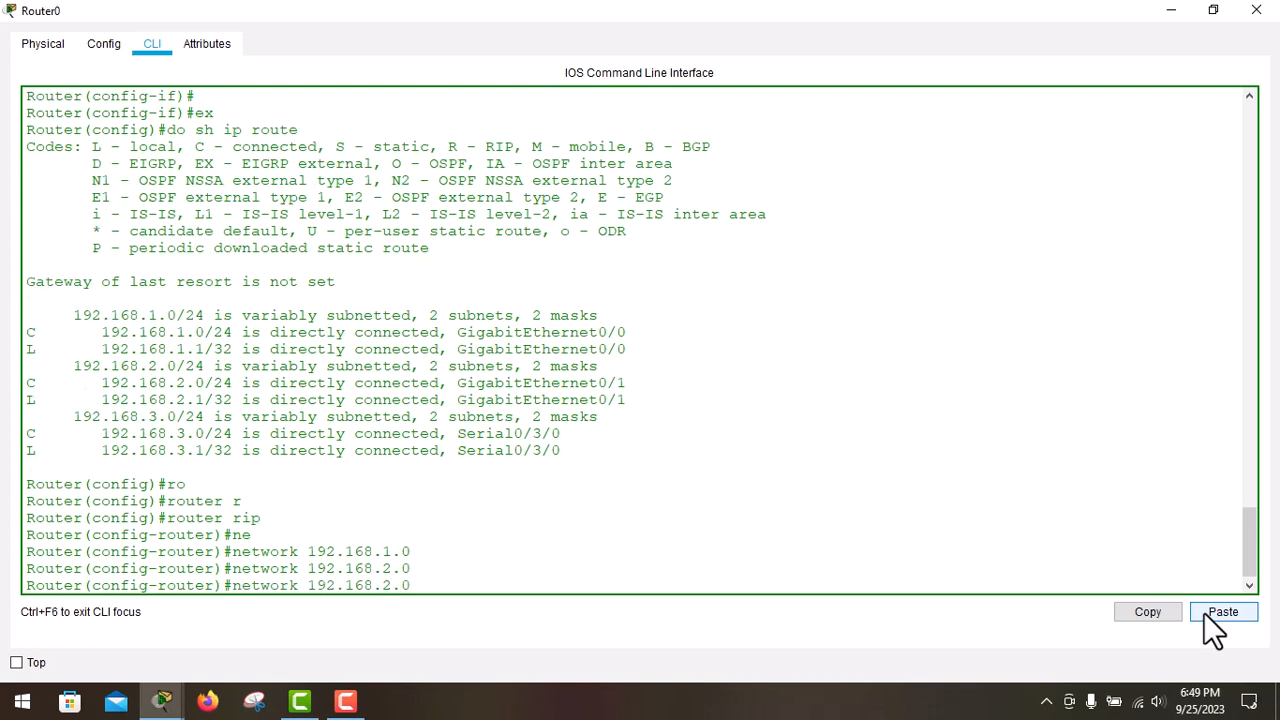 Router0
Physical Config CLI Attributes
IOS Command Line Interface
Router(config-if)#
Router(config-if)#ex
Router(config)#do sh ip route
Codes: L - local, C - connected, S - static, R - RIP, M - mobile, B - BGP
D - EIGRP, EX - EIGRP external, O - OSPF, IA - OSPF inter area
N1 - OSPF NSSA external type 1, N2 - OSPF NSSA external type 2
E1 - OSPF external type 1, E2 - OSPF external type 2, E - EGP
i - IS-IS, L1 - IS-IS level-1, L2 - IS-IS level-2, ia - IS-IS inter area
* - candidate default, U - per-user static route, o - ODR
P - periodic downloaded static route
Gateway of last resort is not set
192.168.1.0/24 is variably subnetted, 2 subnets, 2 masks
C 192.168.1.0/24 is directly connected, GigabitEthernet0/0
L 192.168.1.1/32 is directly connected, GigabitEthernet0/0
192.168.2.0/24 is variably subnetted, 2 subnets, 2 masks
C 192.168.2.0/24 is directly connected, GigabitEthernet0/1
L 192.168.2.1/32 is directly connected, GigabitEthernet0/1
192.168.3.0/24 is variably subnetted, 2 subnets, 2 masks
C 192.168.3.0/24 is directly connected, Serial0/3/0
L 192.168.3.1/32 is directly connected, Serial0/3/0
Router(config)#ro
Router(config)#router r
Router(config)#router rip
Router(config-router)#ne
Router(config-router)#network 192.168.1.0
Router(config-router)#network 192.168.2.0
Router(config-router)#network 192.168.2.0
Ctrl+F6 to exit CLI focus
Copy Paste
Top
6:49 PM
9/25/2023